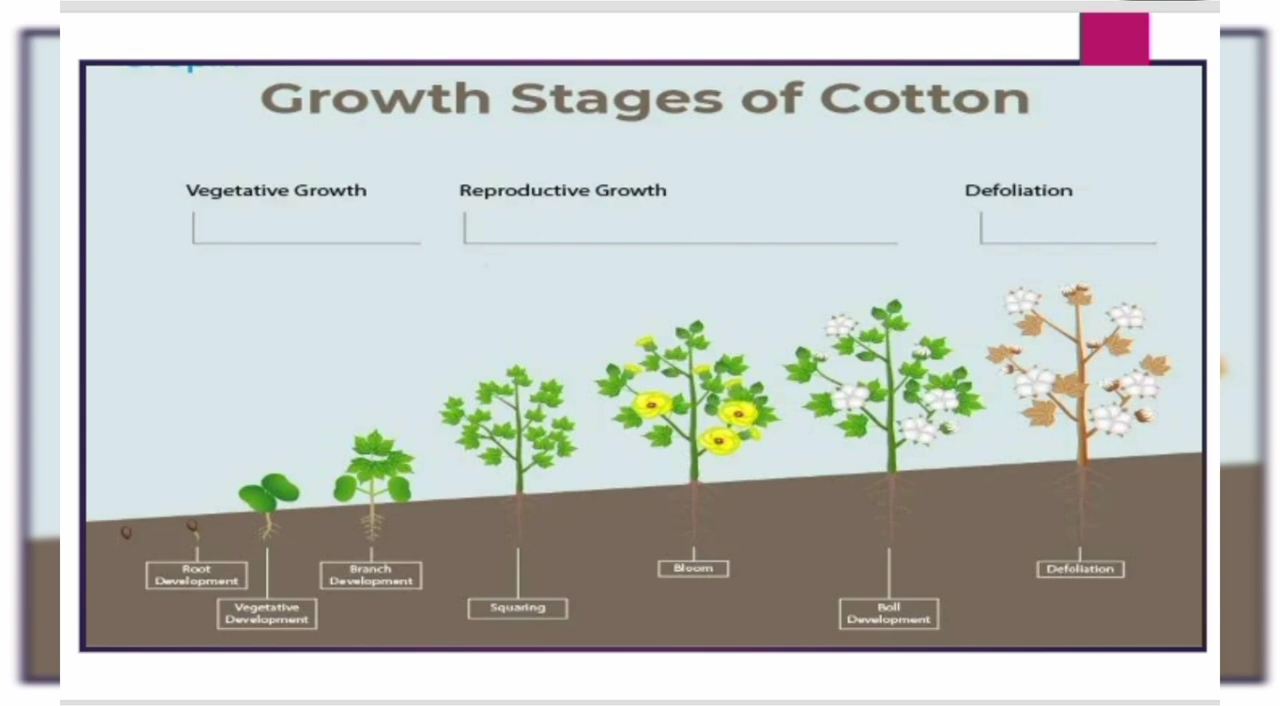 Growth Stages of Cotton
Vegetative Growth
Reproductive Growth
Defoliation
Root
Development
Vegetative
Development
Branch
Development
Squaring
Bloom
Boll
Development
Defoliation